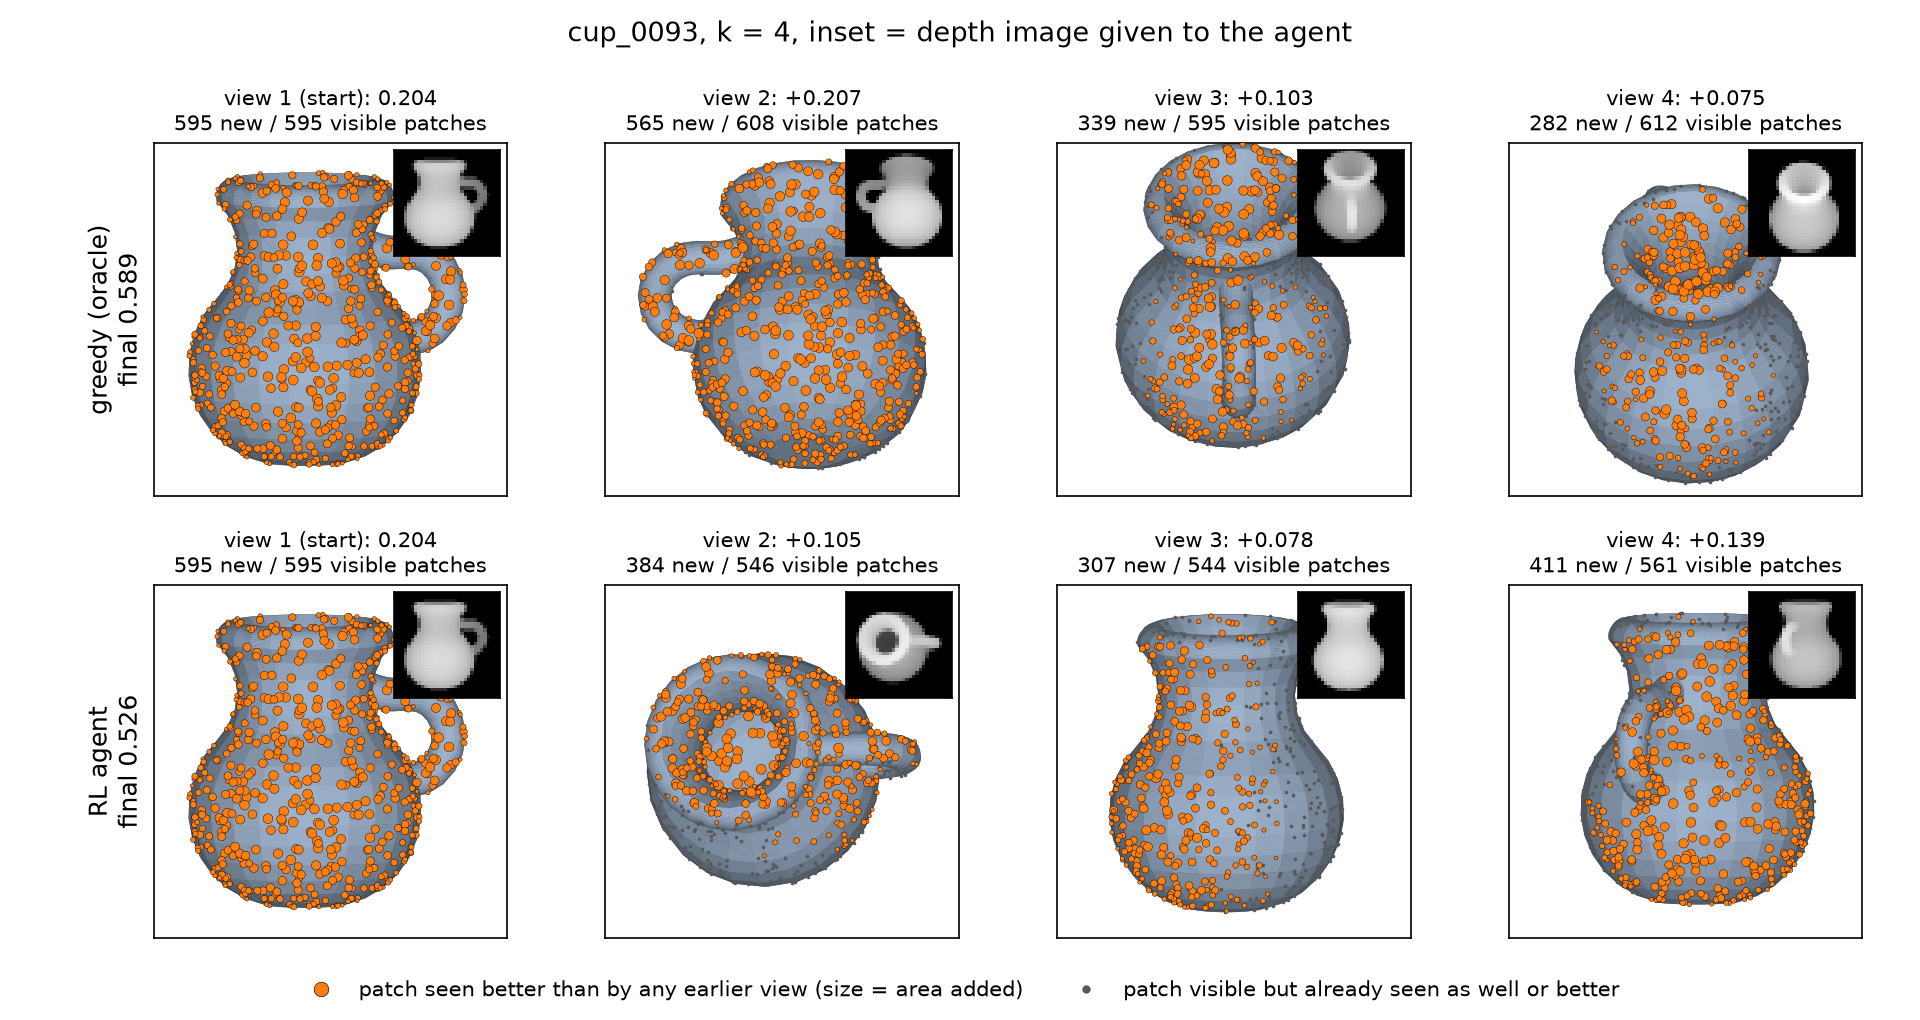 cup_0093, k = 4, inset = depth image given to the agent
greedy (oracle)
final 0.589
view 1 (start): 0.204
595 new / 595 visible patches
view 2: +0.207
565 new / 608 visible patches
view 3: +0.103
339 new / 595 visible patches
view 4: +0.075
282 new / 612 visible patches
RL agent
final 0.526
view 1 (start): 0.204
595 new / 595 visible patches
view 2: +0.105
384 new / 546 visible patches
view 3: +0.078
307 new / 544 visible patches
view 4: +0.139
411 new / 561 visible patches
patch seen better than by any earlier view (size = area added)
patch visible but already seen as well or better